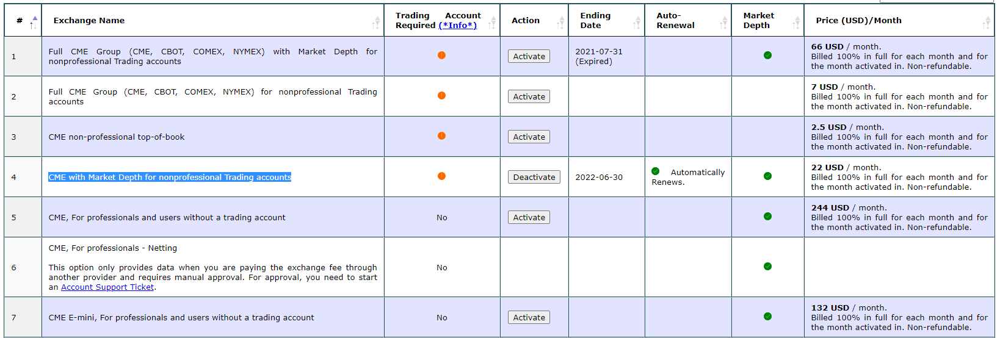 #
Exchange Name
Trading Account
Required (*Info*)
Action
Ending
Date
Auto-
Renewal
Market
Depth
Price (USD)/Month
1
Full CME Group (CME, CBOT, COMEX, NYMEX) with Market Depth for
nonprofessional Trading accounts
Activate
2021-07-31
(Expired)
66 USD / month.
Billed 100% in full for each month and for
the month activated in. Non-refundable.
2
Full CME Group (CME, CBOT, COMEX, NYMEX) for nonprofessional Trading
accounts
Activate
7 USD / month.
Billed 100% in full for each month and for
the month activated in. Non-refundable.
3
CME non-professional top-of-book
Activate
2.5 USD / month.
Billed 100% in full for each month and for
the month activated in. Non-refundable.
4
CME with Market Depth for nonprofessional Trading accounts
Deactivate
2022-06-30
Automatically
Renews.
22 USD / month.
Billed 100% in full for each month and for
the month activated in. Non-refundable.
5
CME, For professionals and users without a trading account
No
Activate
244 USD / month.
Billed 100% in full for each month and for
the month activated in. Non-refundable.
6
CME, For professionals - Netting
This option only provides data when you are paying the exchange fee through
another provider and requires manual approval. For approval, you need to start
an Account Support Ticket.
No
7
CME E-mini, For professionals and users without a trading account
No
Activate
132 USD / month.
Billed 100% in full for each month and for
the month activated in. Non-refundable.